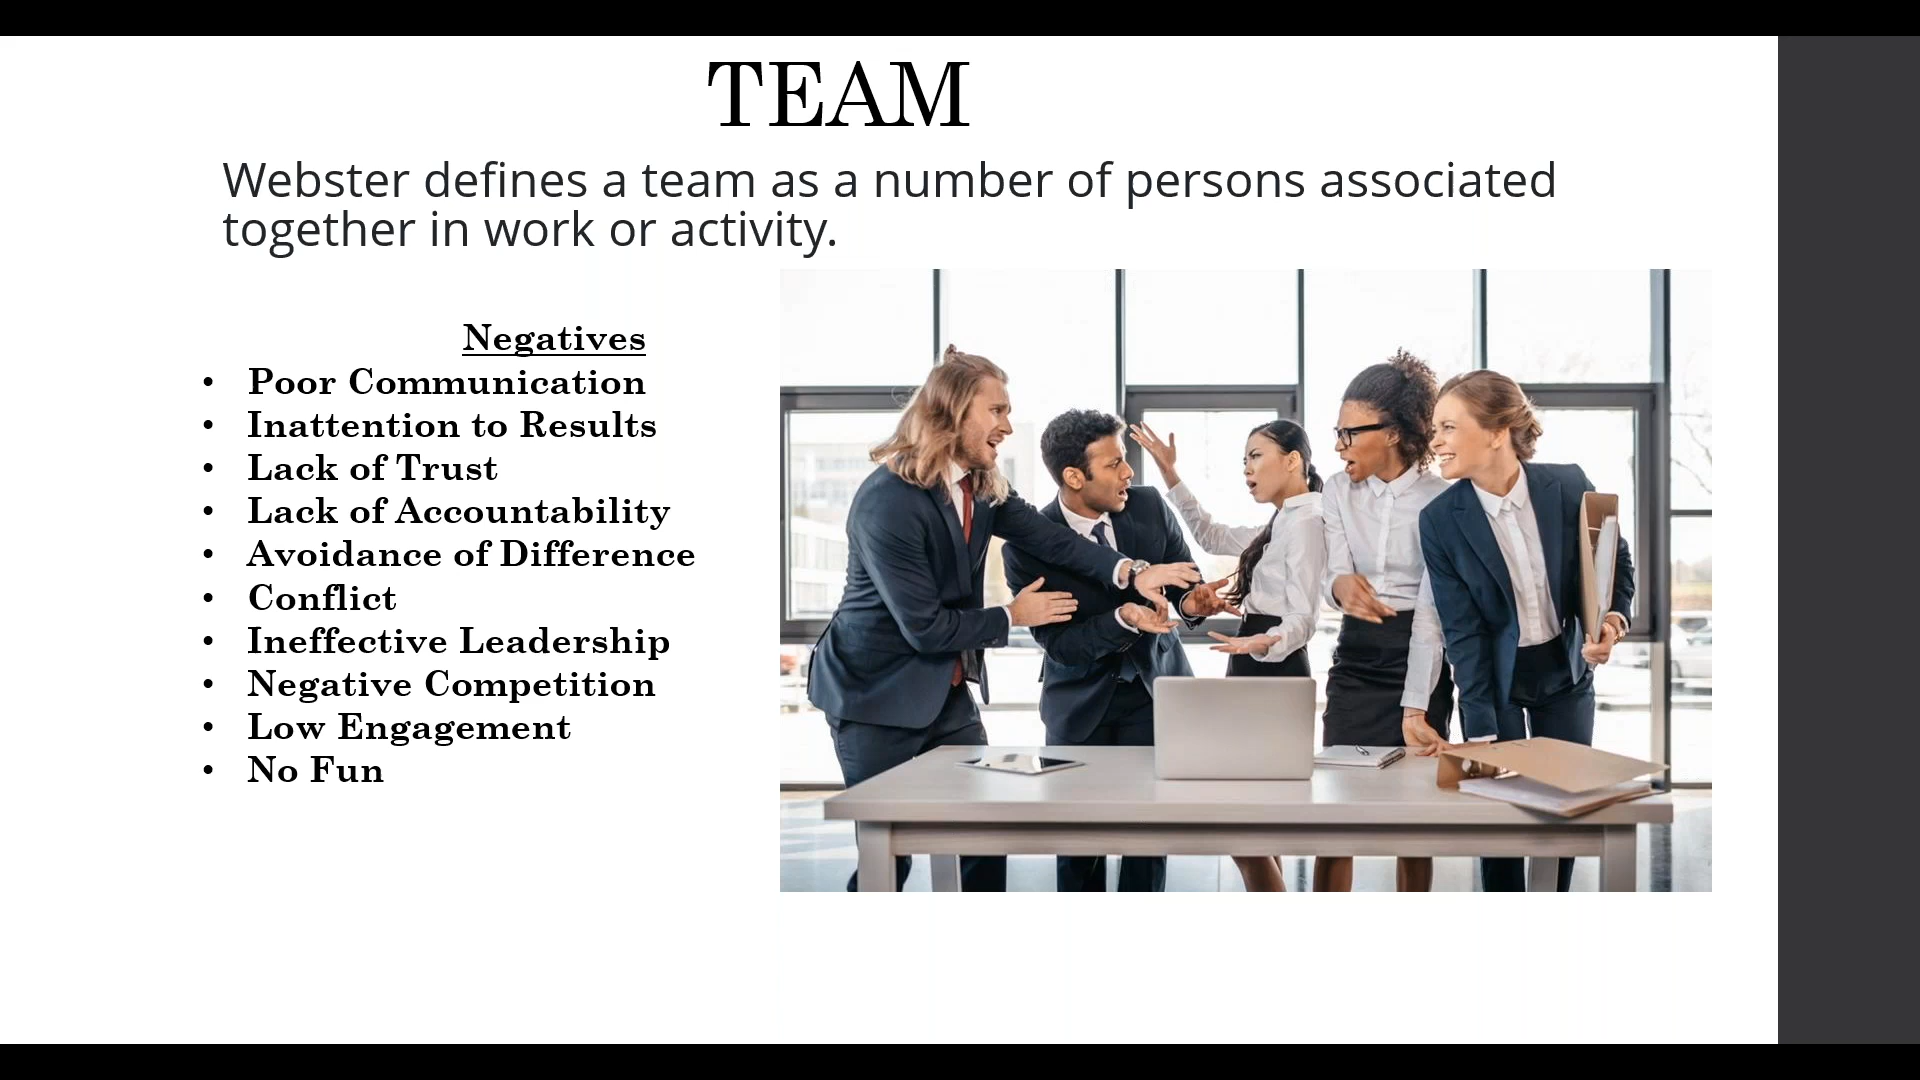 TEAM
Webster defines a team as a number of persons associated
together in work or activity.
Negatives
• Poor Communication
• Inattention to Results
• Lack of Trust
• Lack of Accountability
• Avoidance of Difference
• Conflict
• Ineffective Leadership
• Negative Competition
• Low Engagement
• No Fun